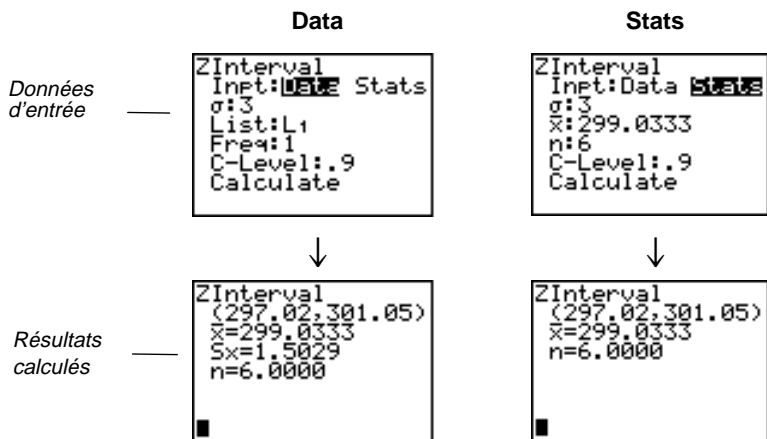 Data
Stats
Données
d'entrée
ZInterval
Inpt:Data Stats
σ:3
List:L1
Freq:1
C-Level:.9
Calculate
ZInterval
Inpt:Data Stats
σ:3
x̄:299.0333
n:6
C-Level:.9
Calculate
Résultats
calculés
ZInterval
(297.02,301.05)
x̄=299.0333
Sx=1.5029
n=6.0000
ZInterval
(297.02,301.05)
x̄=299.0333
n=6.0000